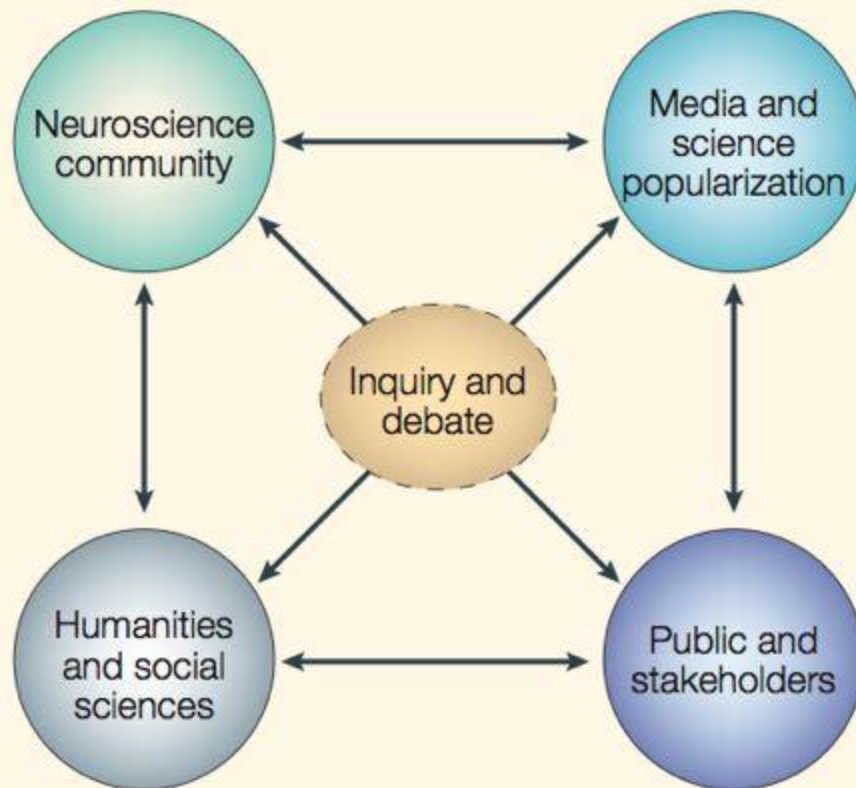 Neuroscience
community
Media and
science
popularization
Inquiry and
debate
Humanities
and social
sciences
Public and
stakeholders